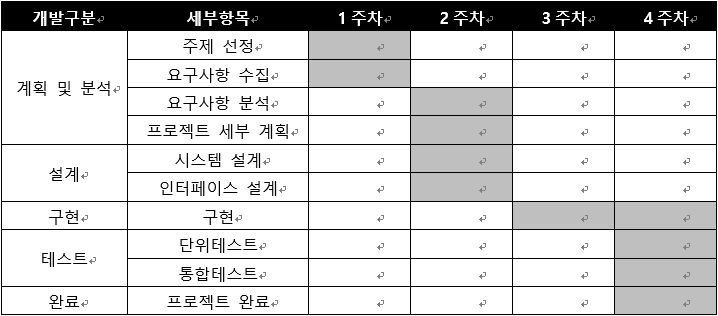 개발구분 세부항목 1주차 2주차 3주차 4주차
주제 선정
요구사항 수집
계획 및 분석
요구사항 분석
프로젝트 세부 계획
시스템 설계
설계
인터페이스 설계
구현 구현
단위테스트
테스트
통합테스트
완료 프로젝트 완료